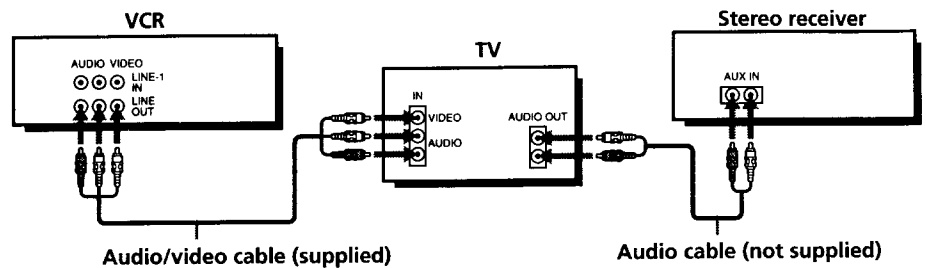 VCR
AUDIO VIDEO
LINE-1
IN
LINE
OUT
TV
IN
VIDEO
AUDIO
AUDIO OUT
Stereo receiver
AUX IN
Audio/video cable (supplied)
Audio cable (not supplied)